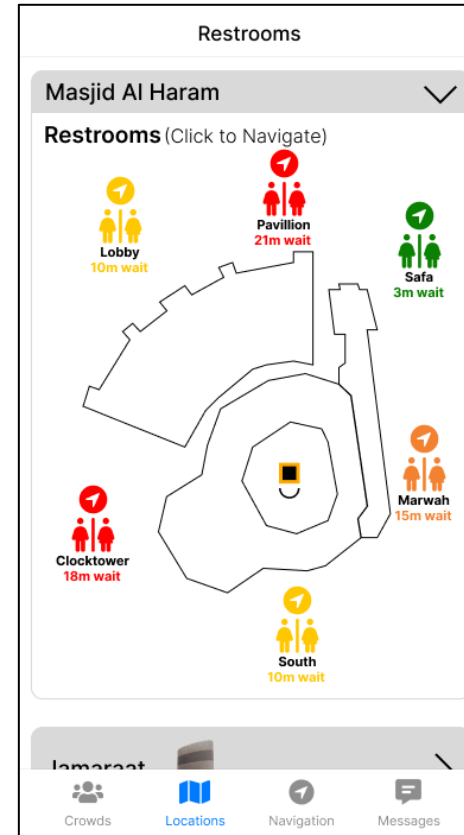 Restrooms
Masjid Al Haram
Restrooms (Click to Navigate)
Pavillion
21m wait
Lobby
10m wait
Safa
3m wait
Marwah
15m wait
Clocktower
18m wait
South
10m wait
Jamaraat
Crowds
Locations
Navigation
Messages